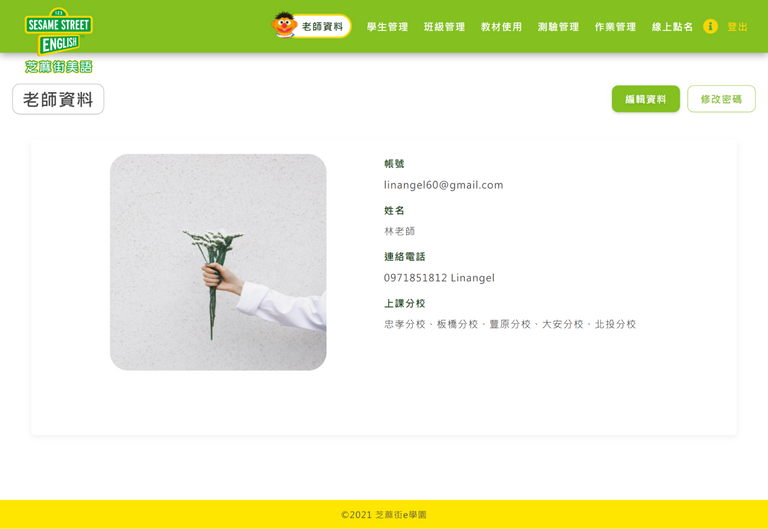 123
SESAME STREET
ENGLISH
芝蔴街美語
老師資料
學生管理
班級管理
教材使用
測驗管理
作業管理
線上點名
登出
老師資料
編輯資料
修改密碼
帳號
linangel60@gmail.com
姓名
林老師
連絡電話
0971851812 Linangel
上課分校
忠孝分校、板橋分校、豐原分校、大安分校、北投分校
©2021 芝蔴街e學園